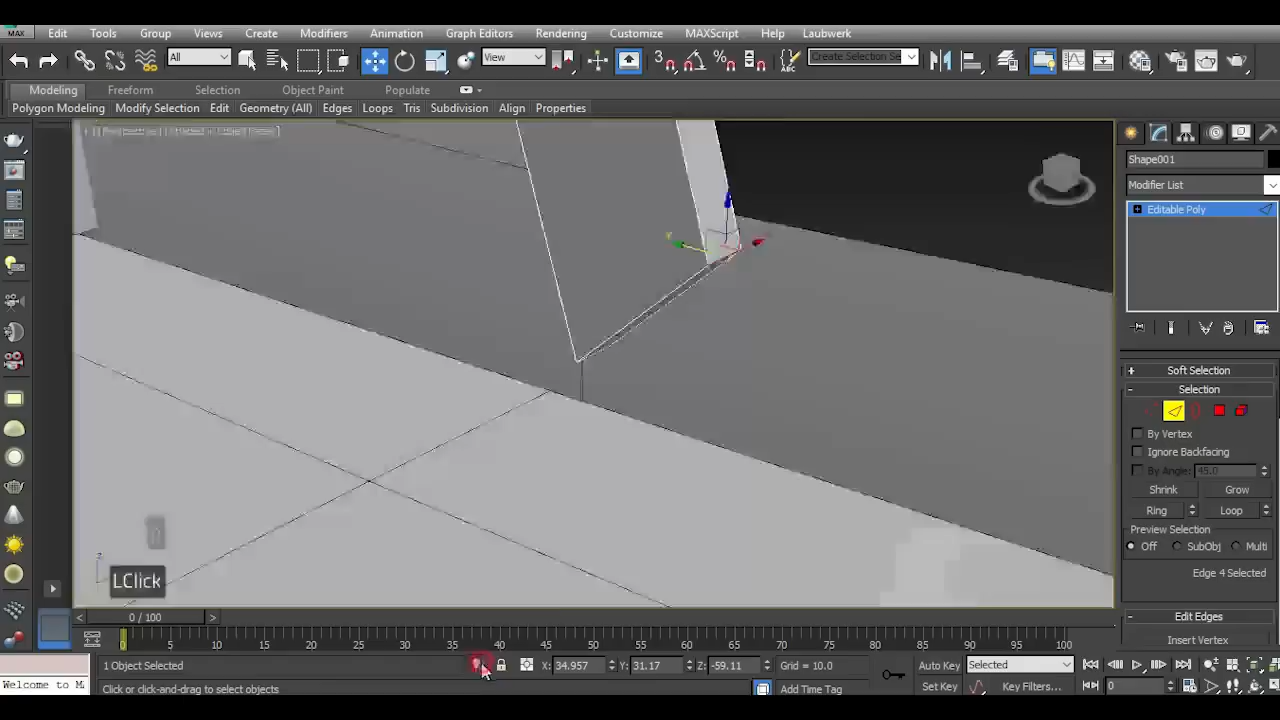 MAX Edit Tools Group Views Create Modifiers Animation Graph Editors Rendering Customize MAXScript Help Laubwerk
All View 3 Create Selection Se
Modeling Freeform Selection Object Paint Populate
Polygon Modeling Modify Selection Edit Geometry (All) Edges Loops Tris Subdivision Align Properties
Shape001
Modifier List
Editable Poly
Soft Selection
Selection
By Vertex
Ignore Backfacing
By Angle: 45.0
Shrink Grow
Ring Loop
Preview Selection
Off SubObj Multi
Edge 4 Selected
Edit Edges
Insert Vertex
z
LClick
< 0 / 100 >
0 5 10 15 20 25 30 35 40 45 50 55 60 65 70 75 80 85 90 95 100
1 Object Selected X: 34.957 Y: 31.17 Z: -59.11 Grid = 10.0 Auto Key Selected
Welcome to M Click or click-and-drag to select objects Add Time Tag Set Key Key Filters... 0